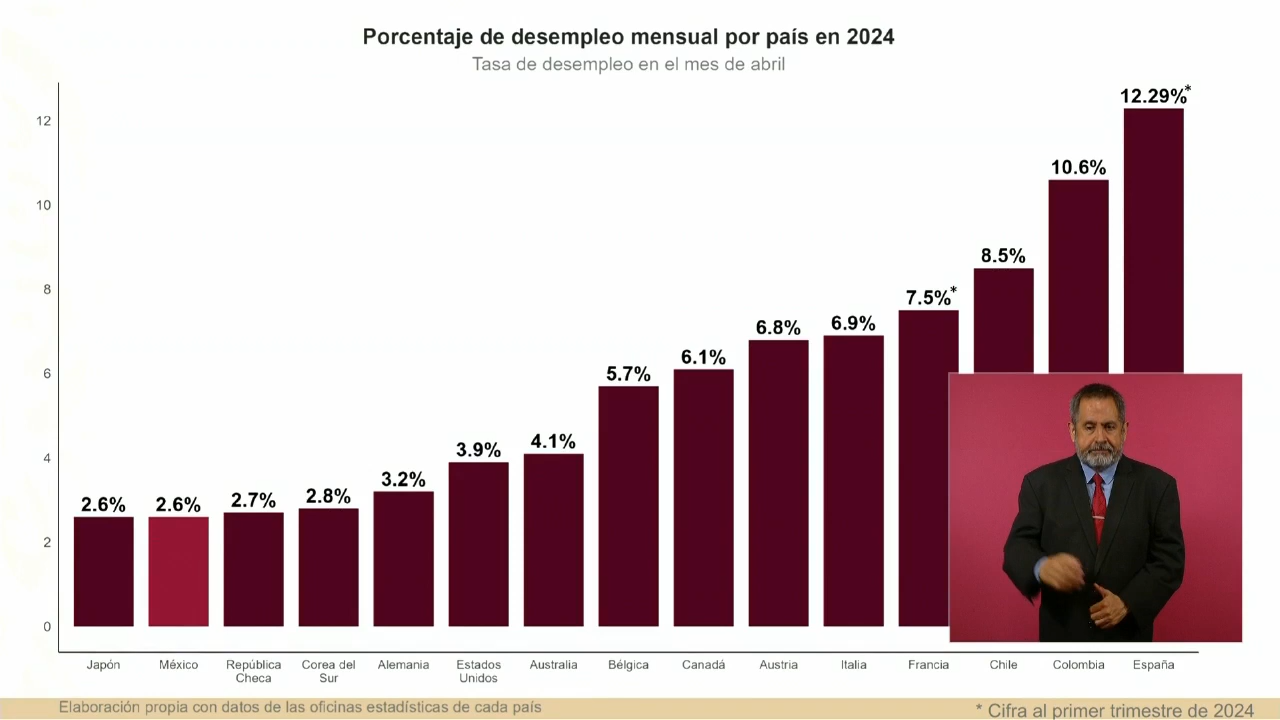 Porcentaje de desempleo mensual por país en 2024
Tasa de desempleo en el mes de abril
12
10
8
6
4
2
0
2.6%
2.6%
2.7%
2.8%
3.2%
3.9%
4.1%
5.7%
6.1%
6.8%
6.9%
7.5%*
8.5%
10.6%
12.29%*
Japón
México
República
Checa
Corea del
Sur
Alemania
Estados
Unidos
Australia
Bélgica
Canadá
Austria
Italia
Francia
Chile
Colombia
España
Elaboración propia con datos de las oficinas estadísticas de cada país
* Cifra al primer trimestre de 2024